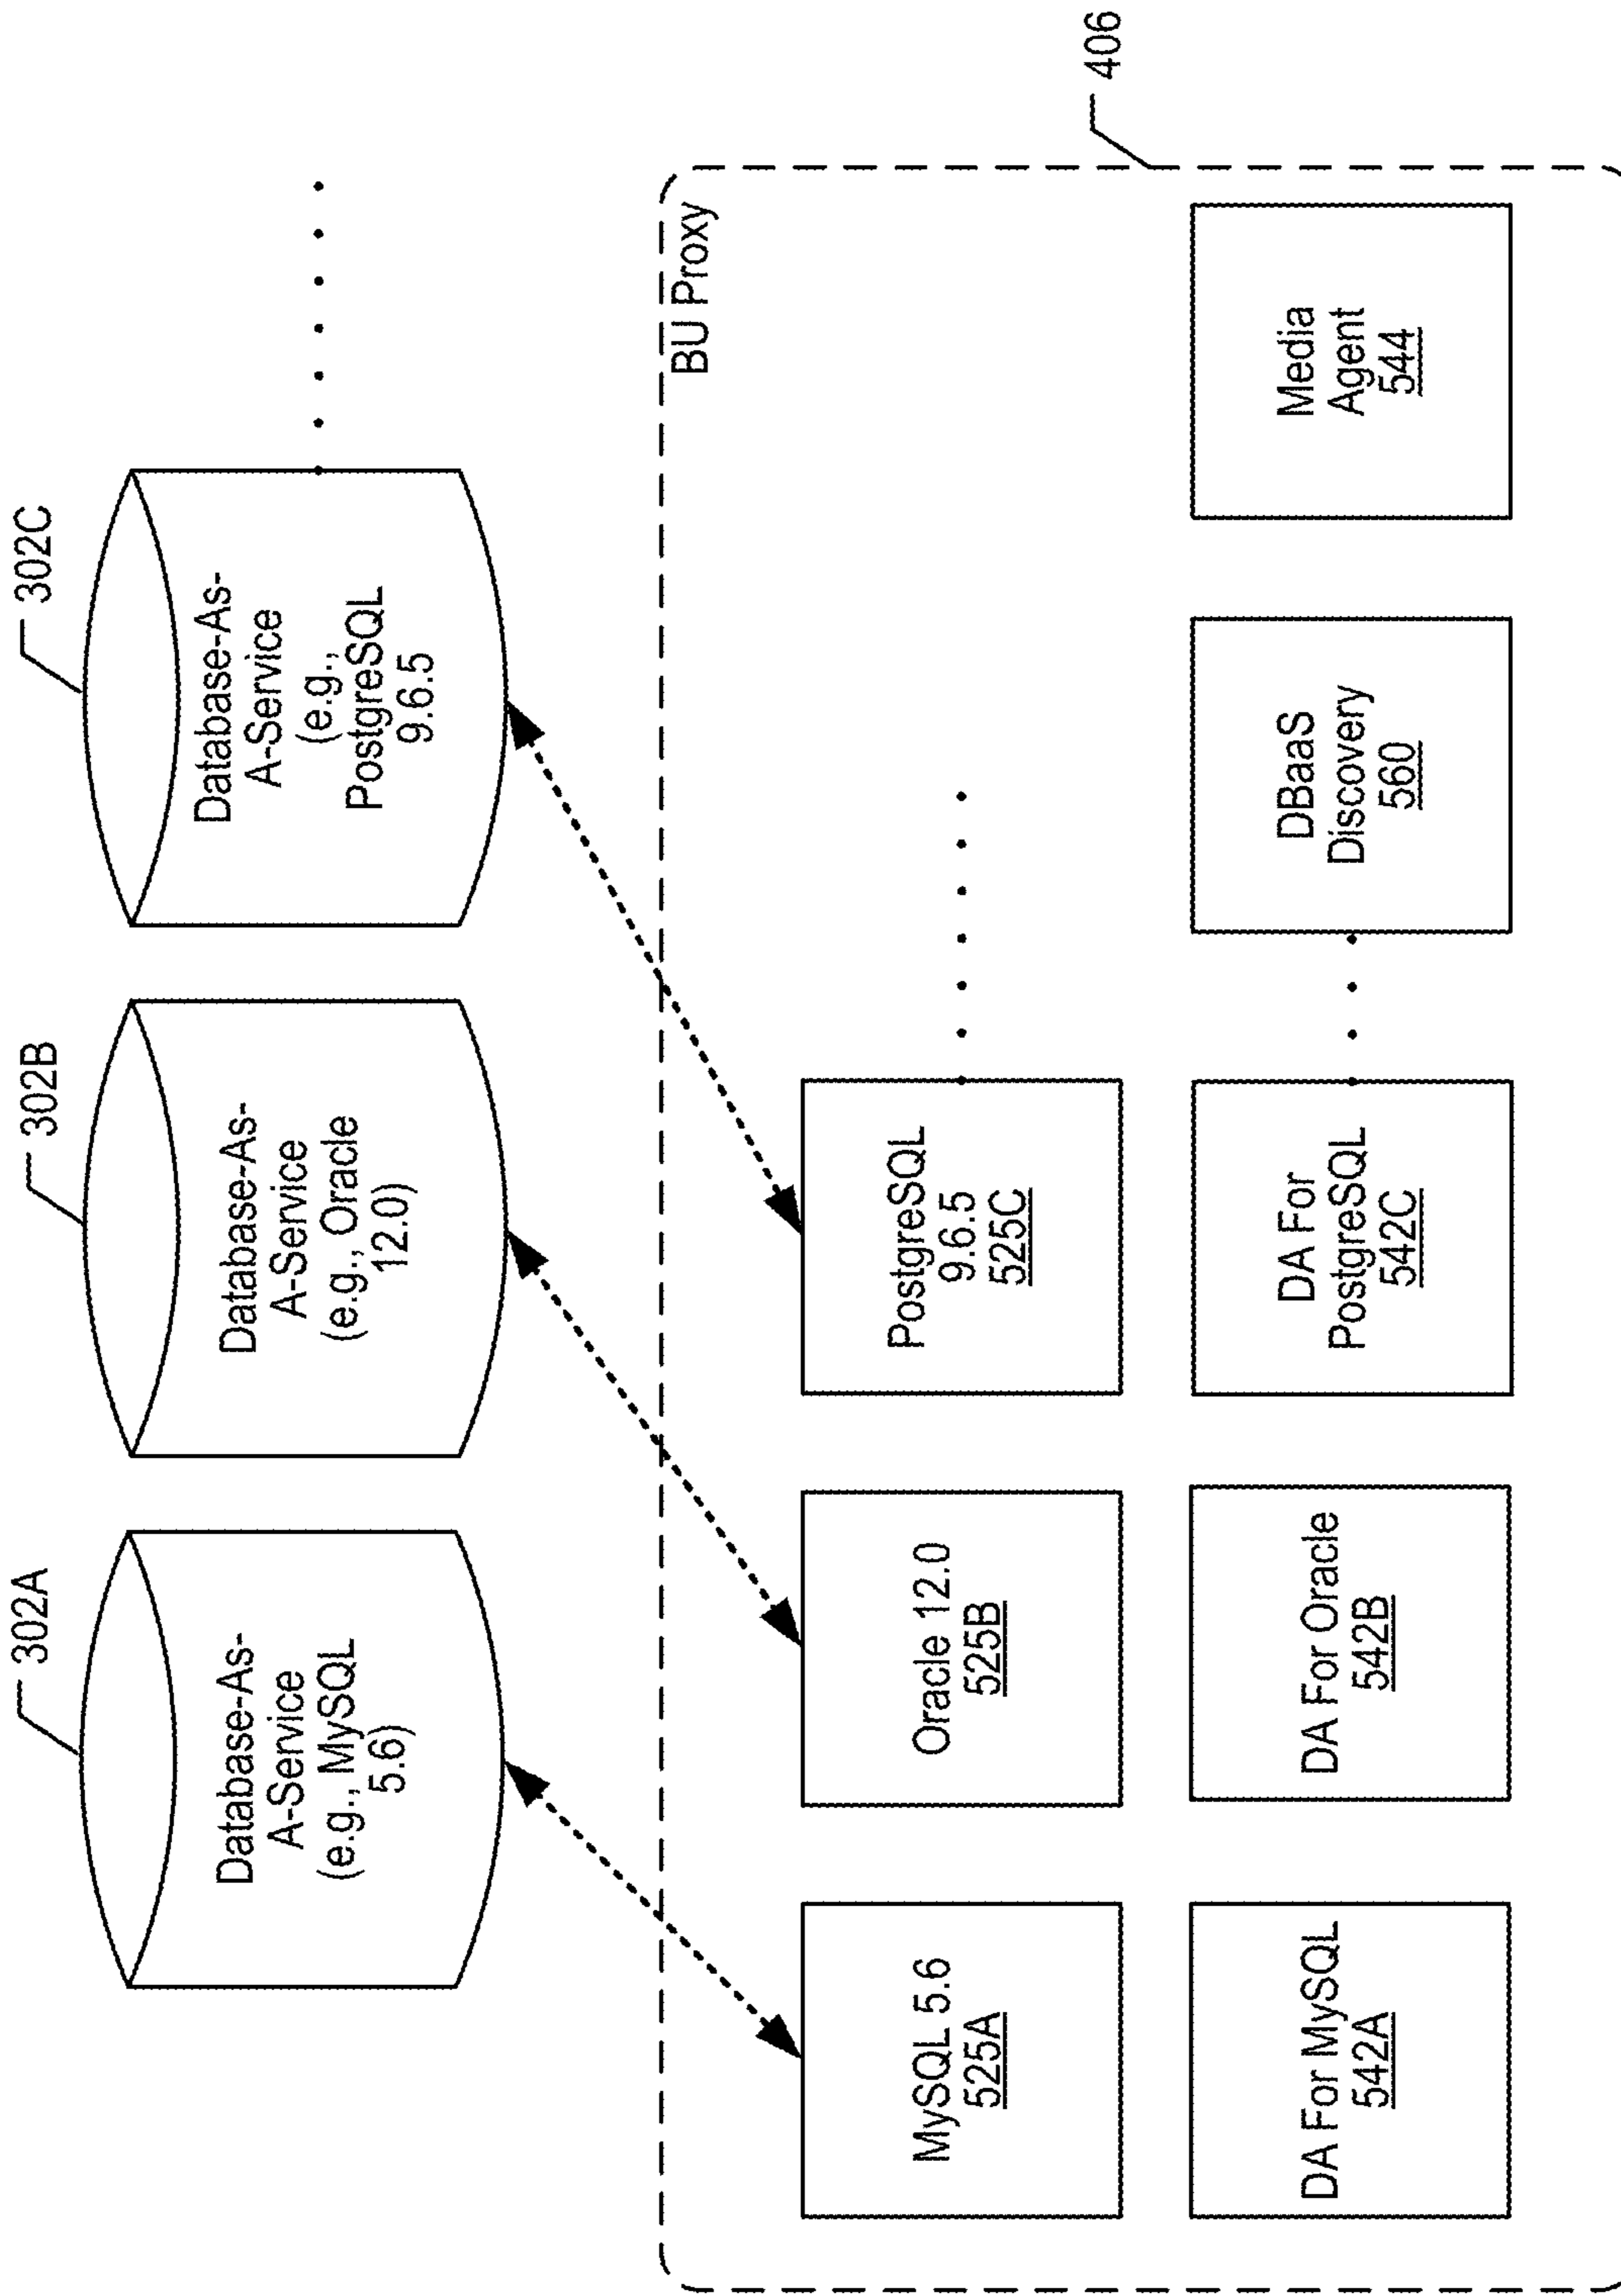 302A
302B
302C
Database-As-
A-Service
(e.g., MySQL
5.6)
Database-As-
A-Service
(e.g., Oracle
12.0)
Database-As-
A-Service
(e.g.,
PostgreSQL
9.6.5
BU Proxy
406
MySQL 5.6
525A
Oracle 12.0
525B
PostgreSQL
9.6.5
525C
DA For MySQL
542A
DA For Oracle
542B
DA For
PostgreSQL
542C
DBaaS
Discovery
560
Media
Agent
544